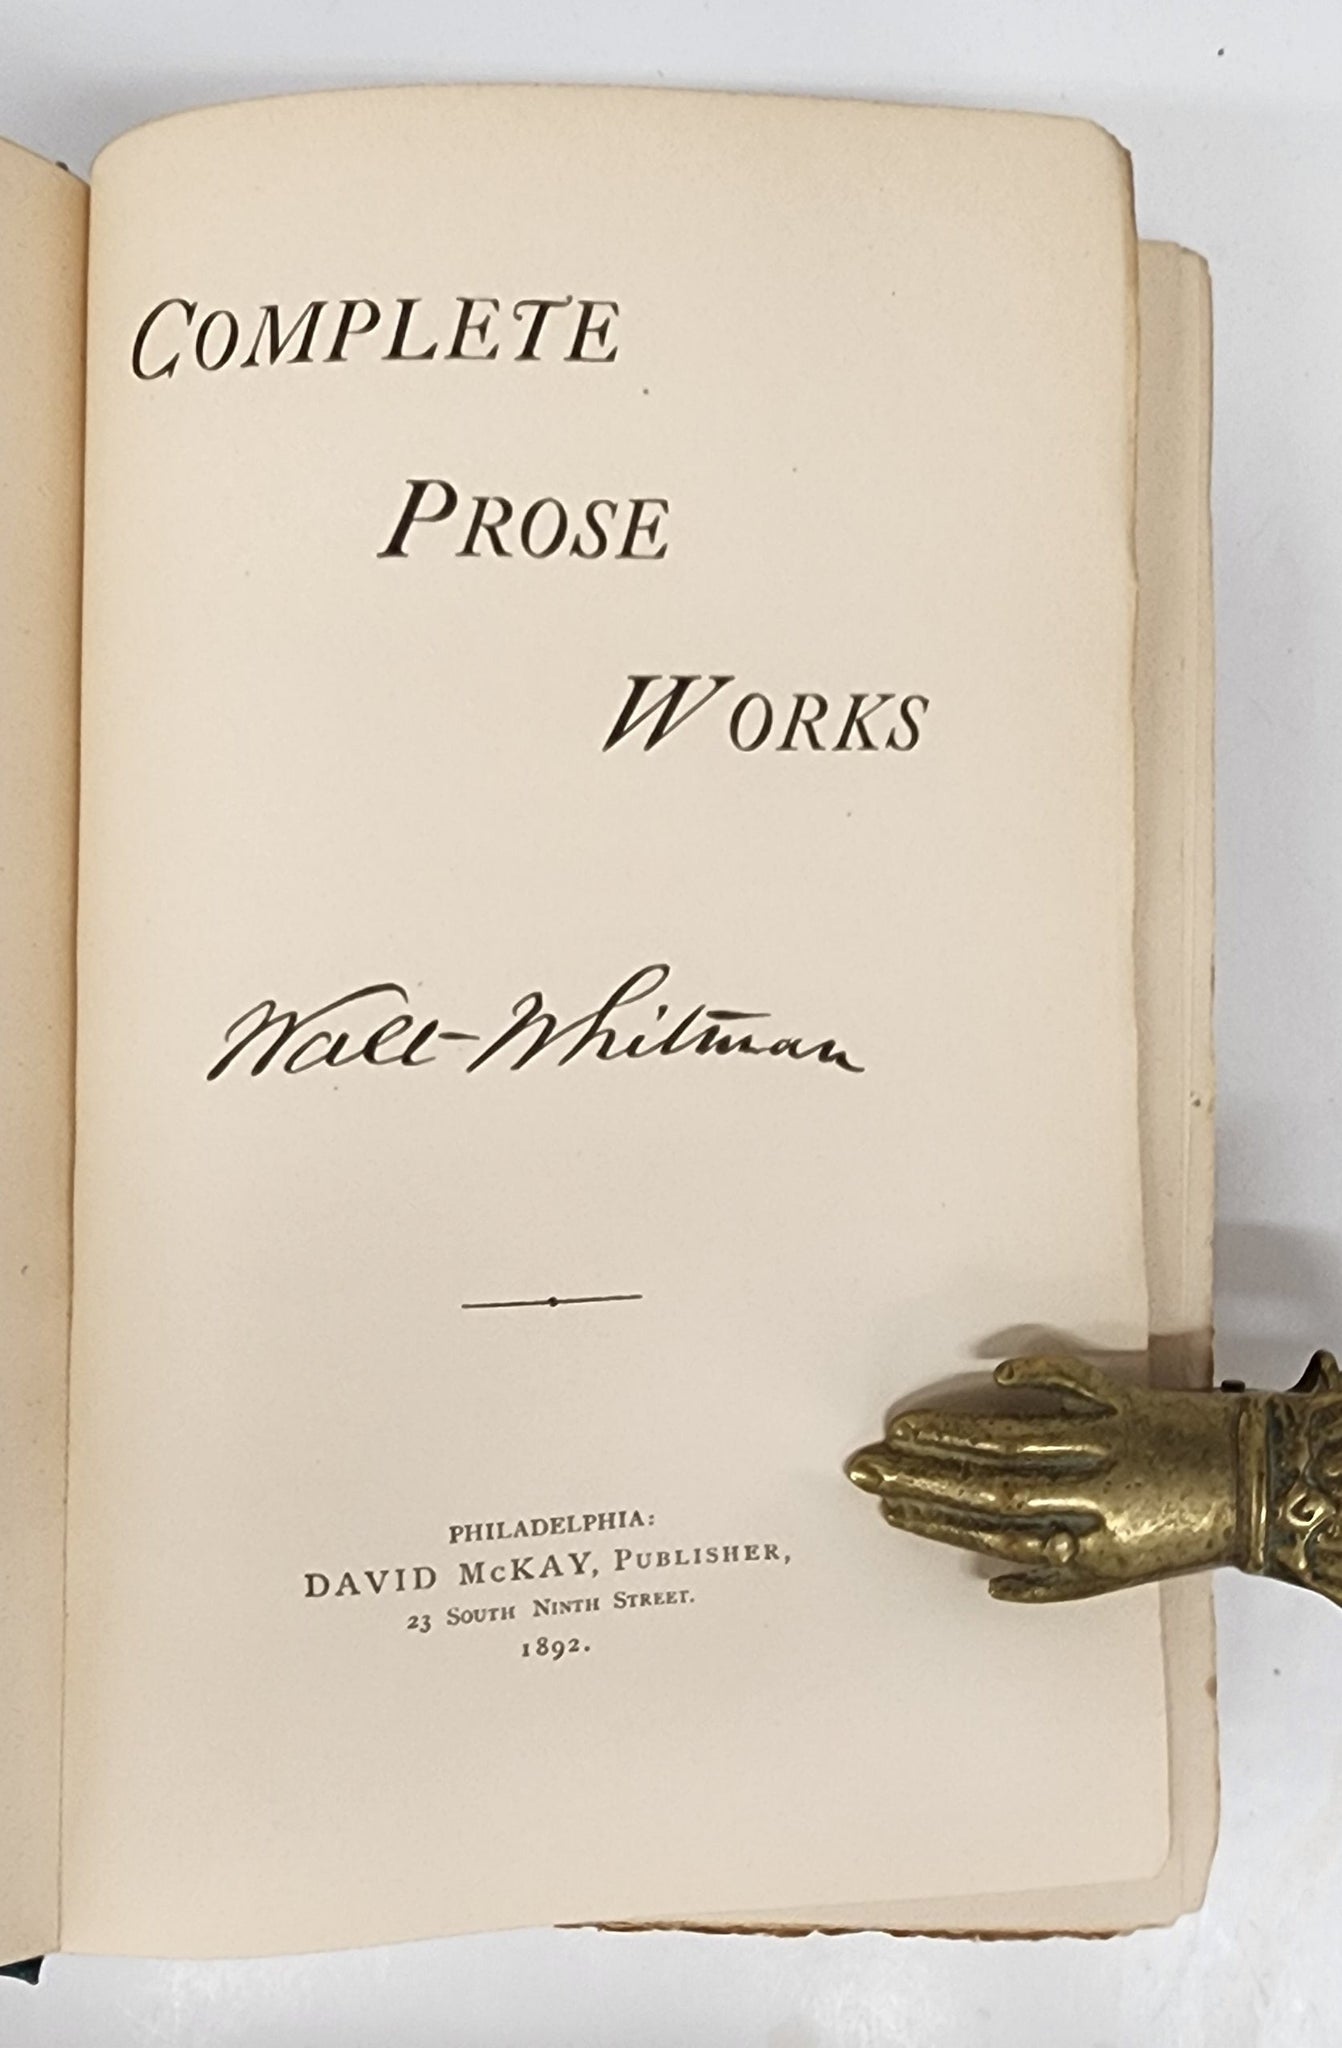 COMPLETE
PROSE
WORKS
Walt Whitman
PHILADELPHIA:
DAVID McKAY, PUBLISHER,
23 SOUTH NINTH STREET.
1892.